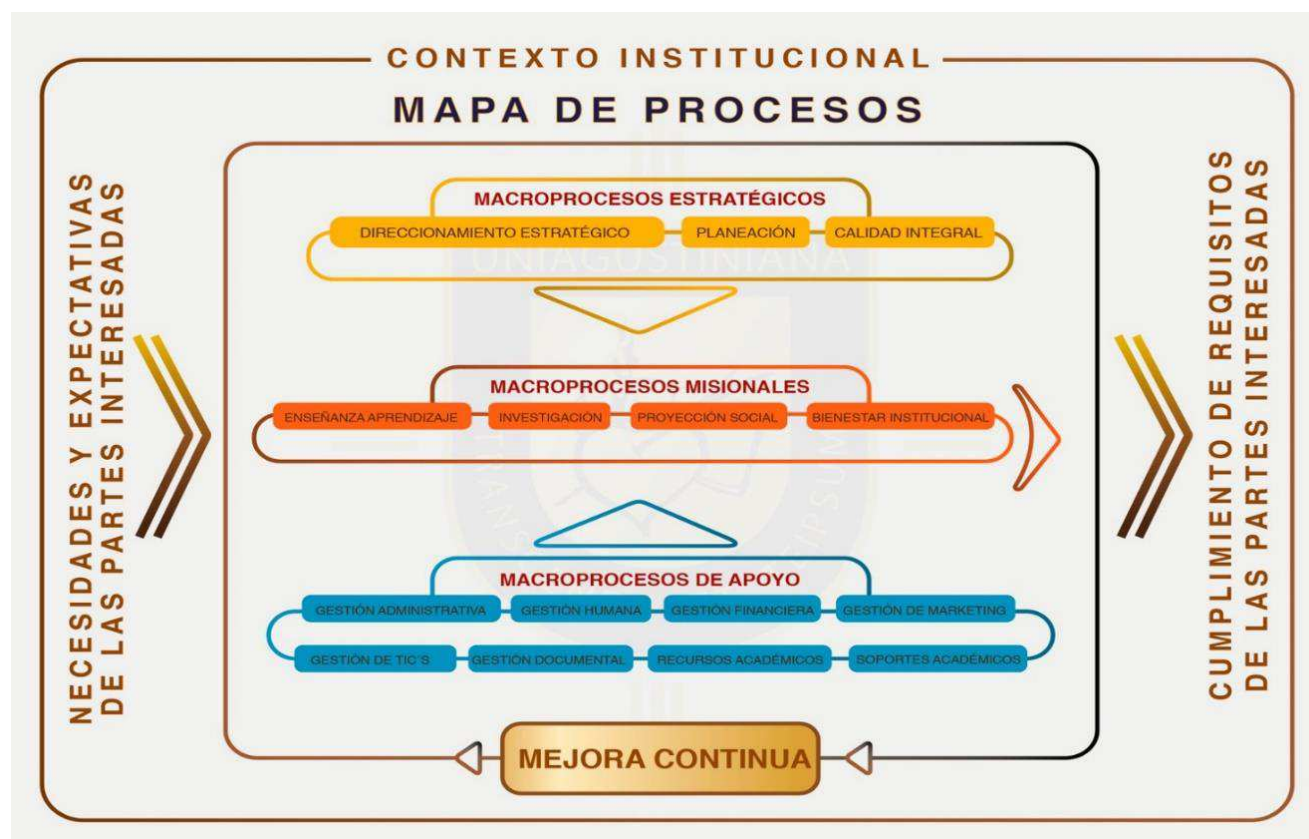 CONTEXTO INSTITUCIONAL
MAPA DE PROCESOS
NECESIDADES Y EXPECTATIVAS
DE LAS PARTES INTERESADAS
MACROPROCESOS ESTRATÉGICOS
DIRECCIONAMIENTO ESTRATÉGICO
PLANEACIÓN
CALIDAD INTEGRAL
UNIAGUSTINIANA
MACROPROCESOS MISIONALES
ENSEÑANZA APRENDIZAJE
INVESTIGACIÓN
PROYECCIÓN SOCIAL
BIENESTAR INSTITUCIONAL
MACROPROCESOS DE APOYO
GESTIÓN ADMINISTRATIVA
GESTIÓN HUMANA
GESTIÓN FINANCIERA
GESTIÓN DE MARKETING
GESTIÓN DE TIC´S
GESTIÓN DOCUMENTAL
RECURSOS ACADÉMICOS
SOPORTES ACADÉMICOS
MEJORA CONTINUA
CUMPLIMIENTO DE REQUISITOS
DE LAS PARTES INTERESADAS